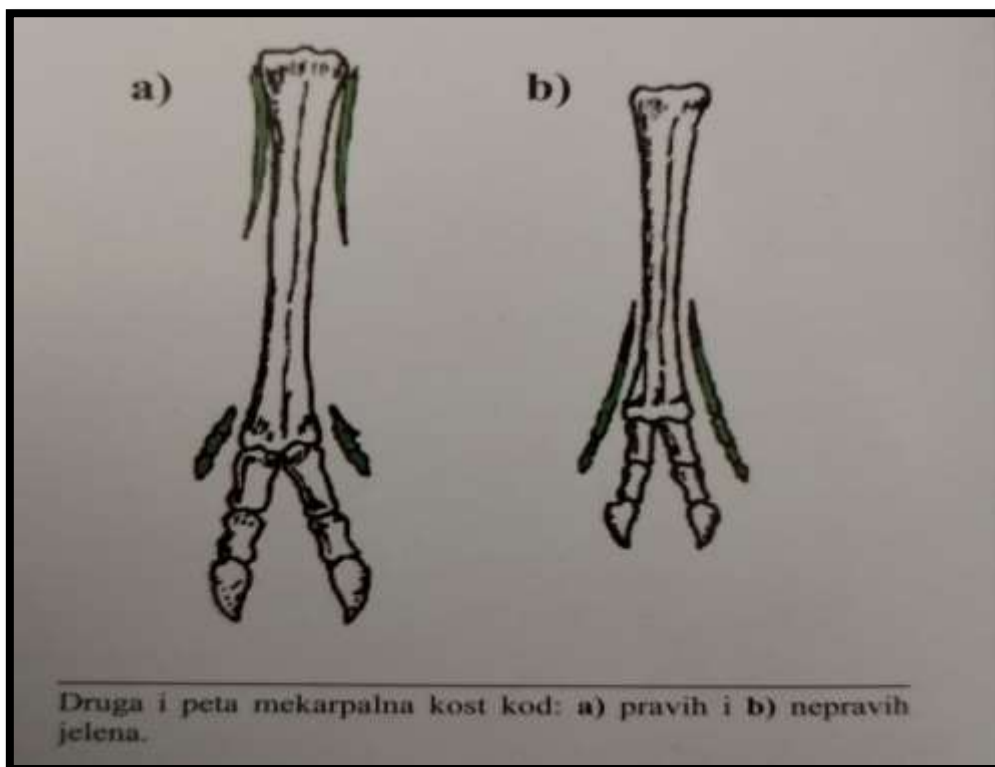 a)
b)
Druga i peta mekarpalna kost kod: a) pravih i b) nepravih
jelena.